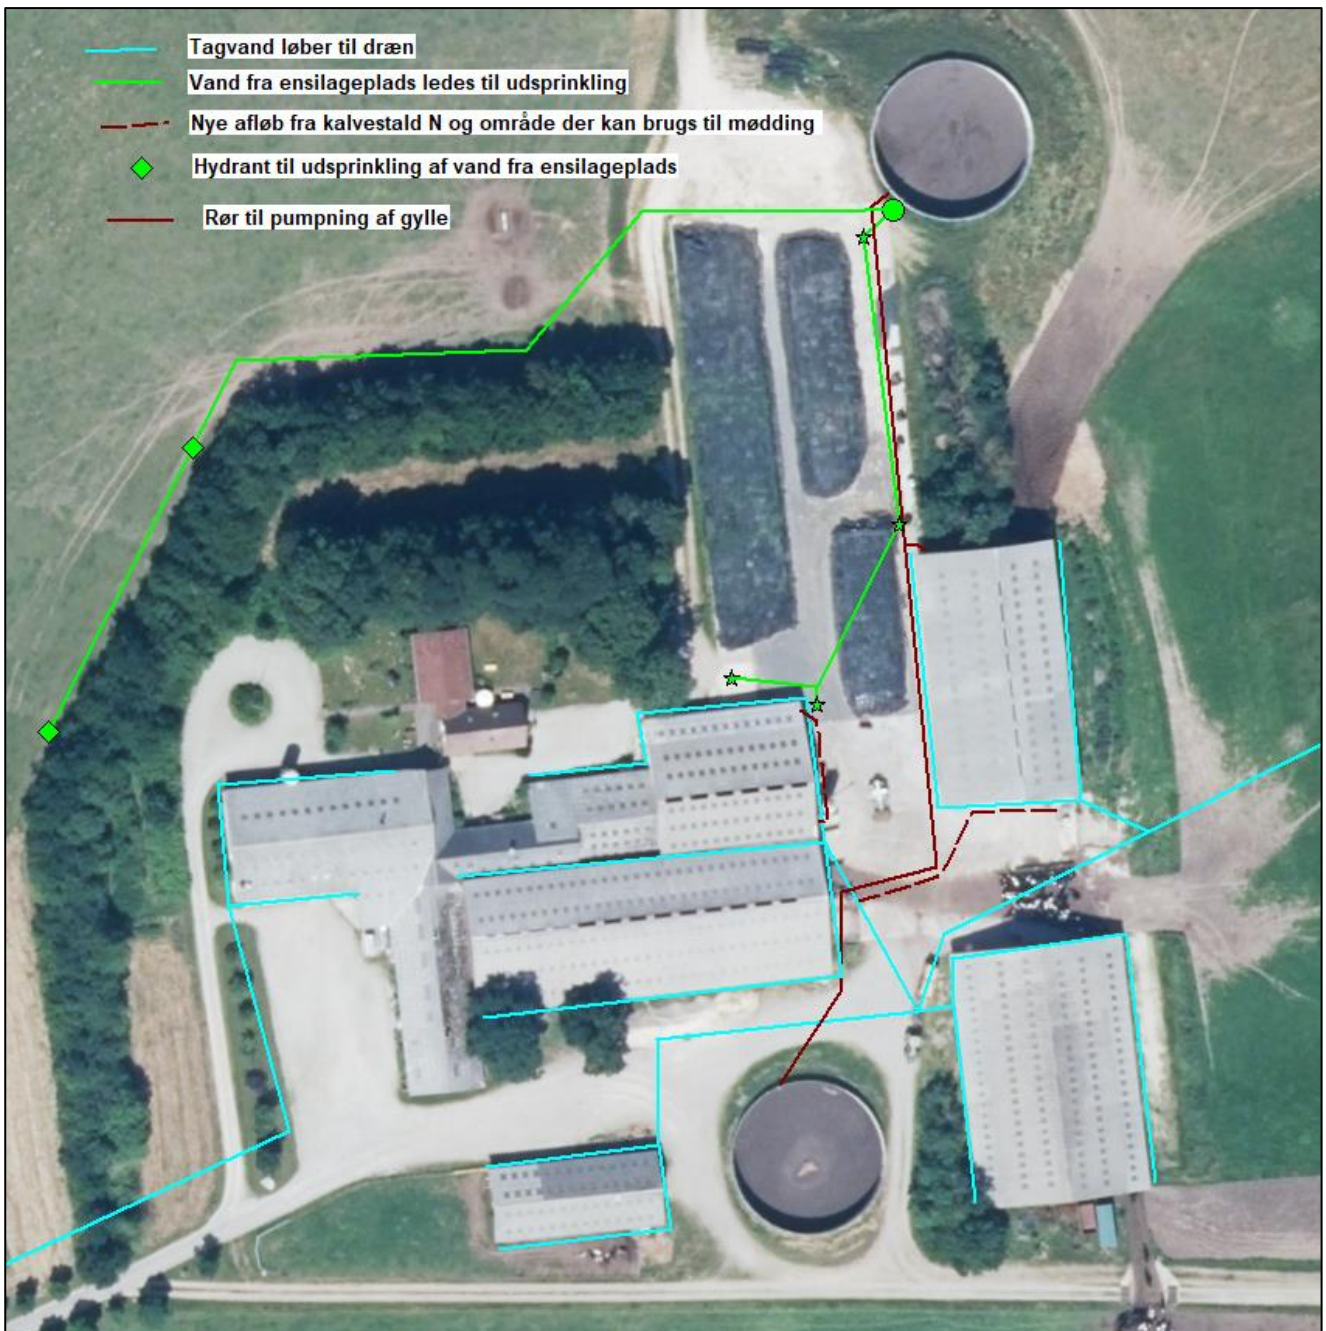 Tagvand løber til dræn
Vand fra ensilageplads ledes til udsprinkling
Nye afløb fra kalvestald N og område der kan brugs til mødding
Hydrant til udsprinkling af vand fra ensilageplads
Rør til pumpning af gylle